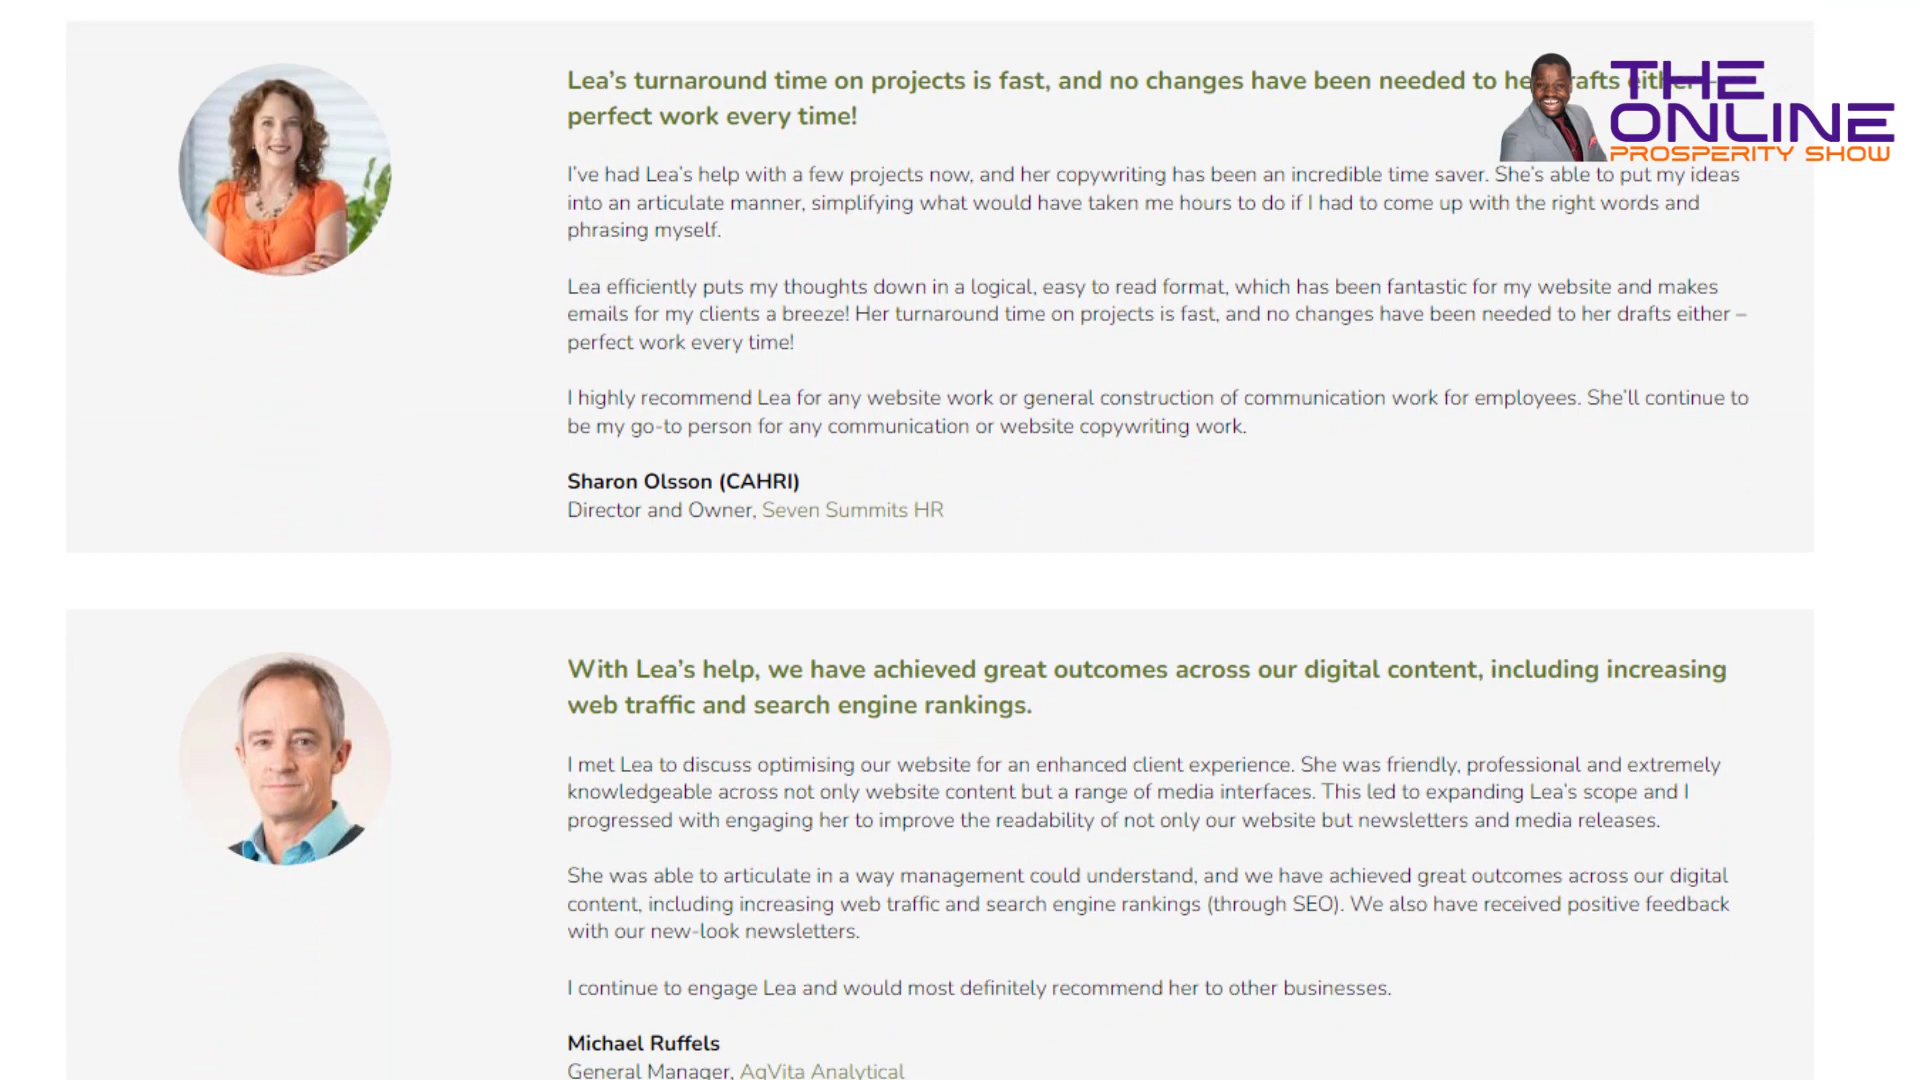 Lea's turnaround time on projects is fast, and no changes have been needed to her drafts either –
perfect work every time!
THE
ONLINE
PROSPERITY SHOW
I've had Lea's help with a few projects now, and her copywriting has been an incredible time saver. She's able to put my ideas
into an articulate manner, simplifying what would have taken me hours to do if I had to come up with the right words and
phrasing myself.
Lea efficiently puts my thoughts down in a logical, easy to read format, which has been fantastic for my website and makes
emails for my clients a breeze! Her turnaround time on projects is fast, and no changes have been needed to her drafts either –
perfect work every time!
I highly recommend Lea for any website work or general construction of communication work for employees. She'll continue to
be my go-to person for any communication or website copywriting work.
Sharon Olsson (CAHRI)
Director and Owner, Seven Summits HR
With Lea's help, we have achieved great outcomes across our digital content, including increasing
web traffic and search engine rankings.
I met Lea to discuss optimising our website for an enhanced client experience. She was friendly, professional and extremely
knowledgeable across not only website content but a range of media interfaces. This led to expanding Lea's scope and I
progressed with engaging her to improve the readability of not only our website but newsletters and media releases.
She was able to articulate in a way management could understand, and we have achieved great outcomes across our digital
content, including increasing web traffic and search engine rankings (through SEO). We also have received positive feedback
with our new-look newsletters.
I continue to engage Lea and would most definitely recommend her to other businesses.
Michael Ruffels
General Manager, AgVita Analytical